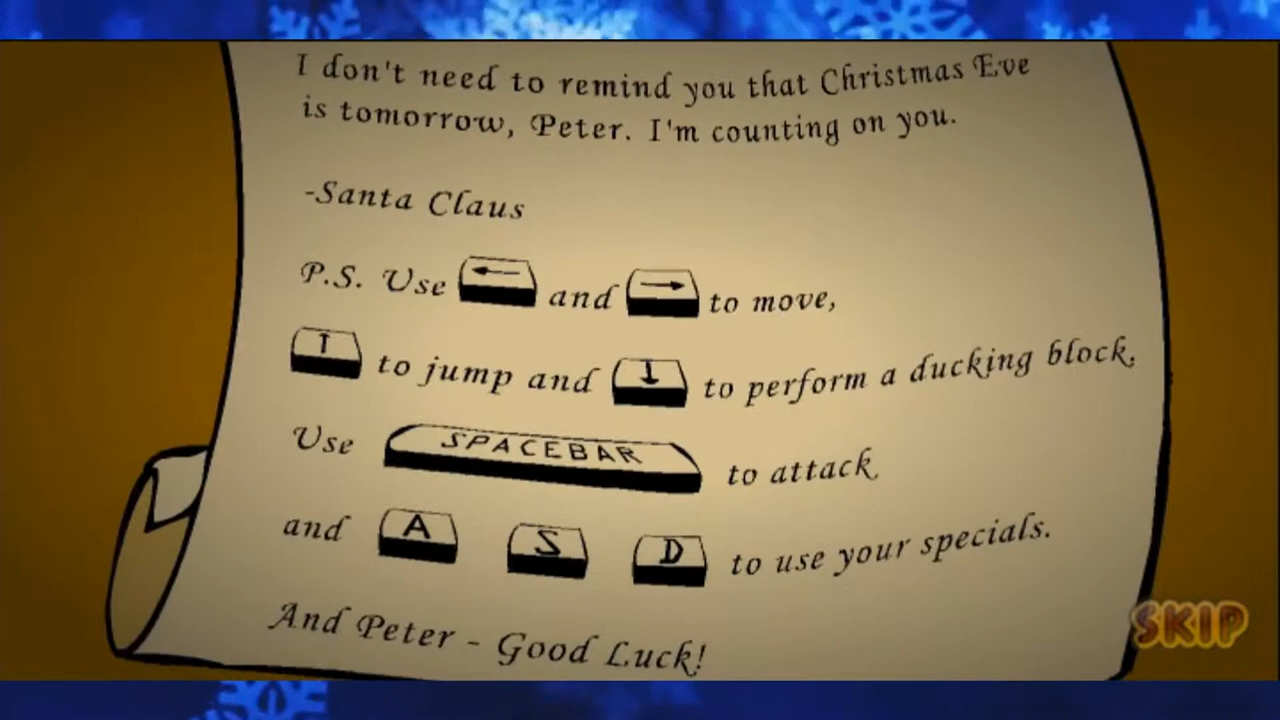 I don't need to remind you that Christmas Eve
is tomorrow, Peter. I'm counting on you.
-Santa Claus
P.S. Use ← and → to move,
↑ to jump and ↓ to perform a ducking block.
Use SPACEBAR to attack
and A S D to use your specials.
And Peter - Good Luck!
SKIP